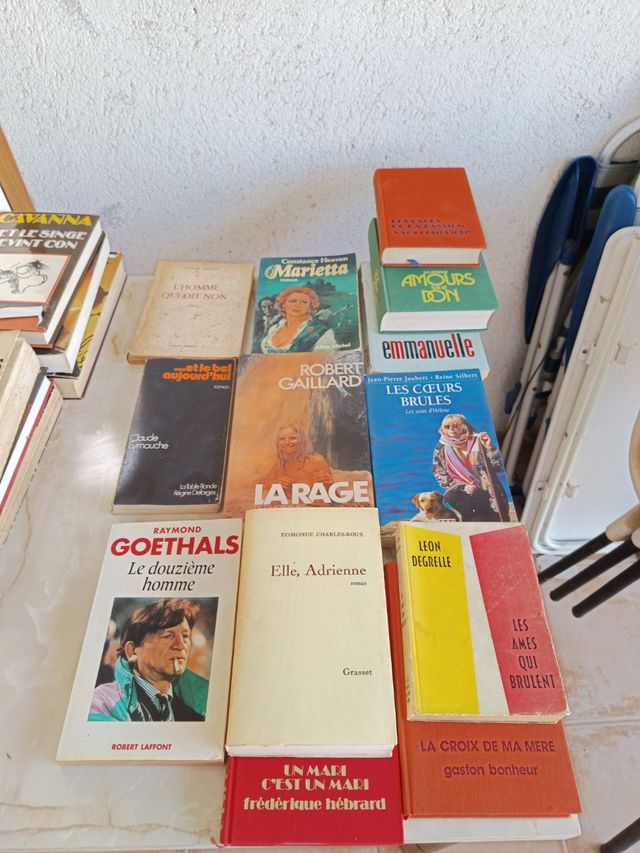 CAVANNA
ET LE SINGE
DEVINT CON
L'HOMME
QUI DIT NON
Constance Heaven
Marietta
roman
Albin Michel
AMOURS
DON
emmanuelle
...et le bel
aujourd'hui
roman
Claude
La Table Ronde
Régine Deforges
ROBERT
GAILLARD
LA RAGE
Jean-Pierre Jaubert - Reine Silbert
LES CŒURS
BRULES
Les yeux d'Hélène
RAYMOND
GOETHALS
Le douzième
homme
ROBERT LAFFONT
EDMONDE CHARLES-ROUX
Elle, Adrienne
roman
Grasset
LEON
DEGRELLE
LES
AMES
QUI
BRULENT
UN MARI
C'EST UN MARI
frédérique hébrard
LA CROIX DE MA MERE
gaston bonheur